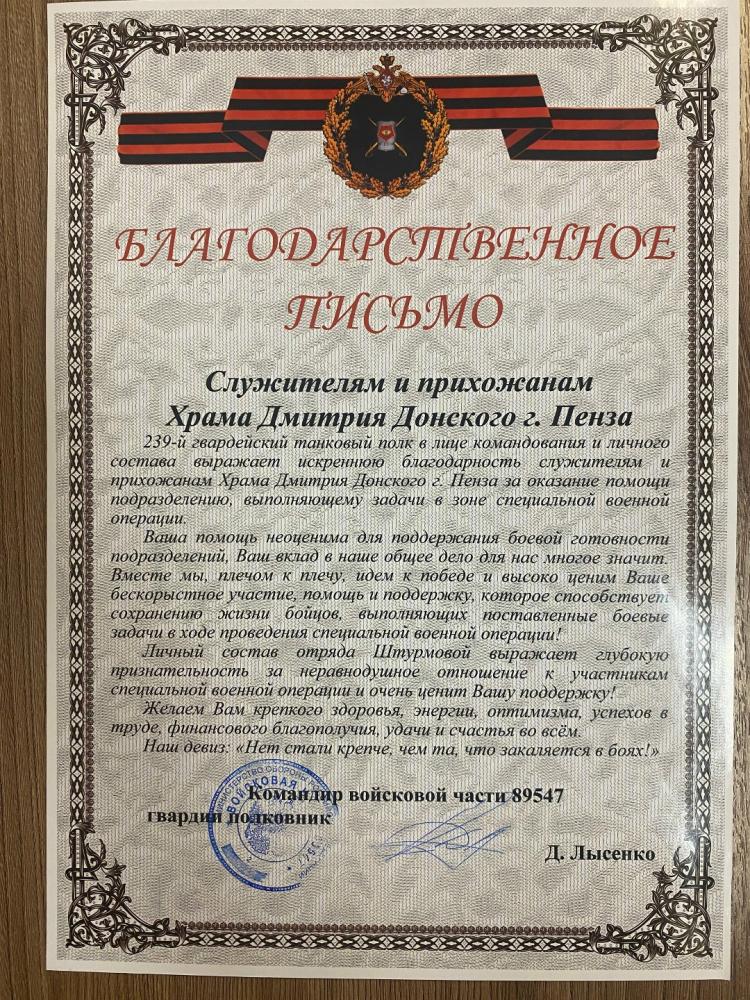 БЛАГОДАРСТВЕННОЕ
ПИСЬМО
Служителям и прихожанам
Храма Дмитрия Донского г. Пенза
239-й гвардейский танковый полк в лице командования и личного
состава выражает искреннюю благодарность служителям и
прихожанам Храма Дмитрия Донского г. Пенза за оказание помощи
подразделению, выполняющему задачи в зоне специальной военной
операции.
Ваша помощь неоценима для поддержания боевой готовности
подразделений, Ваш вклад в наше общее дело для нас многое значит.
Вместе мы, плечом к плечу, идем к победе и высоко ценим Ваше
бескорыстное участие, помощь и поддержку, которое способствует
сохранению жизни бойцов, выполняющих поставленные боевые
задачи в ходе проведения специальной военной операции!
Личный состав отряда Штурмовой выражает глубокую
признательность за неравнодушное отношение к участникам
специальной военной операции и очень ценит Вашу поддержку!
Желаем Вам крепкого здоровья, энергии, оптимизма, успехов в
труде, финансового благополучия, удачи и счастья во всём.
Наш девиз: «Нет стали крепче, чем та, что закаляется в боях!»
Командир войсковой части 89547
гвардии полковник
Д. Лысенко
МИНИСТЕРСТВО ОБОРОНЫ
ВОЙСКОВАЯ